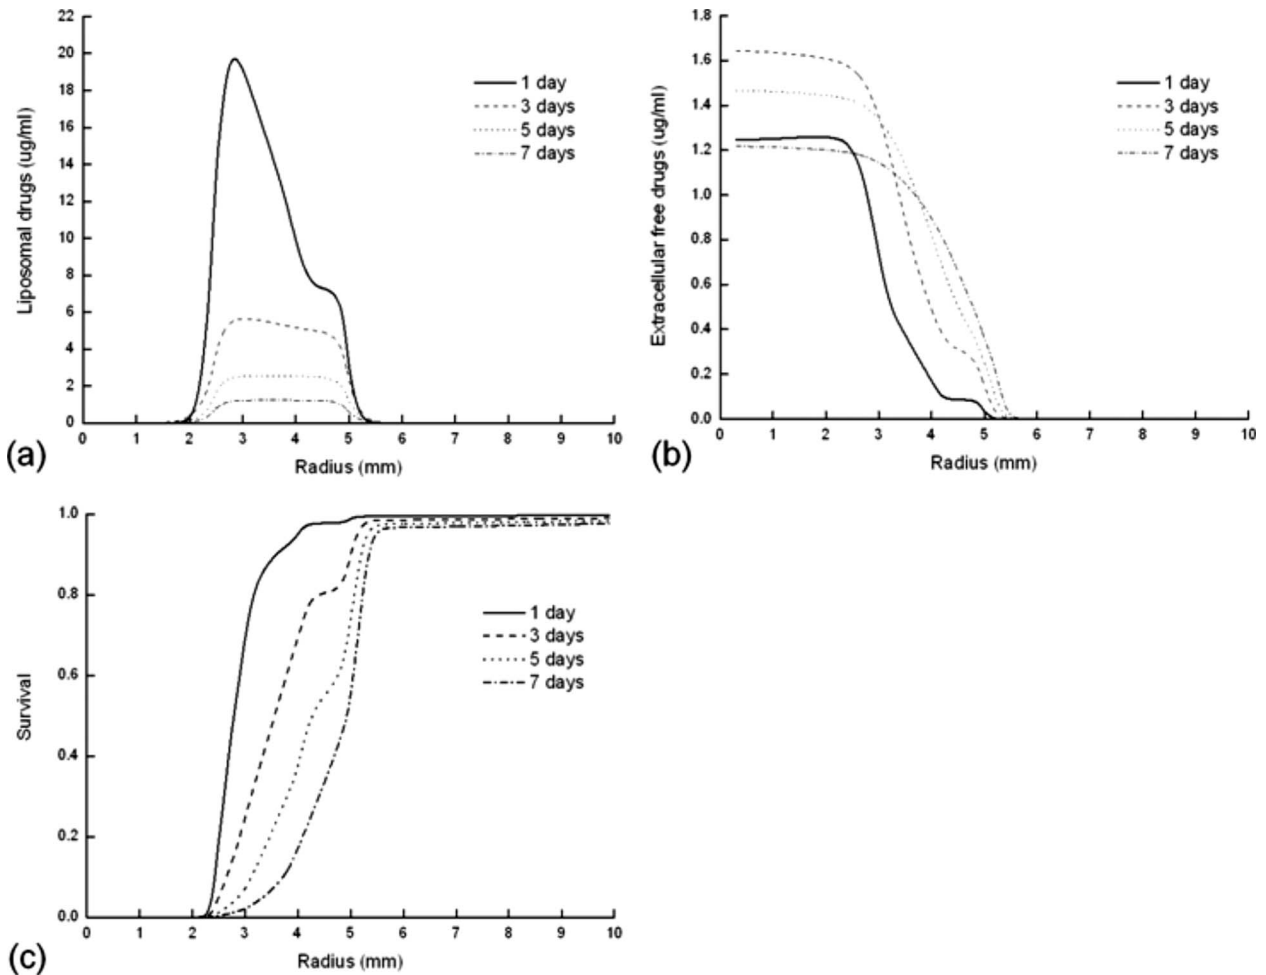 22
20
18
16
14
12
10
8
6
4
2
0
Liposomal drugs (ug/ml)
1 day
3 days
5 days
7 days
0 1 2 3 4 5 6 7 8 9 10
Radius (mm)
(a)
1.8
1.6
1.4
1.2
1.0
0.8
0.6
0.4
0.2
0.0
Extracellular free drugs (ug/ml)
1 day
3 days
5 days
7 days
0 1 2 3 4 5 6 7 8 9 10
Radius (mm)
(b)
1.0
0.8
0.6
0.4
0.2
0.0
Survival
1 day
3 days
5 days
7 days
0 1 2 3 4 5 6 7 8 9 10
Radius (mm)
(c)